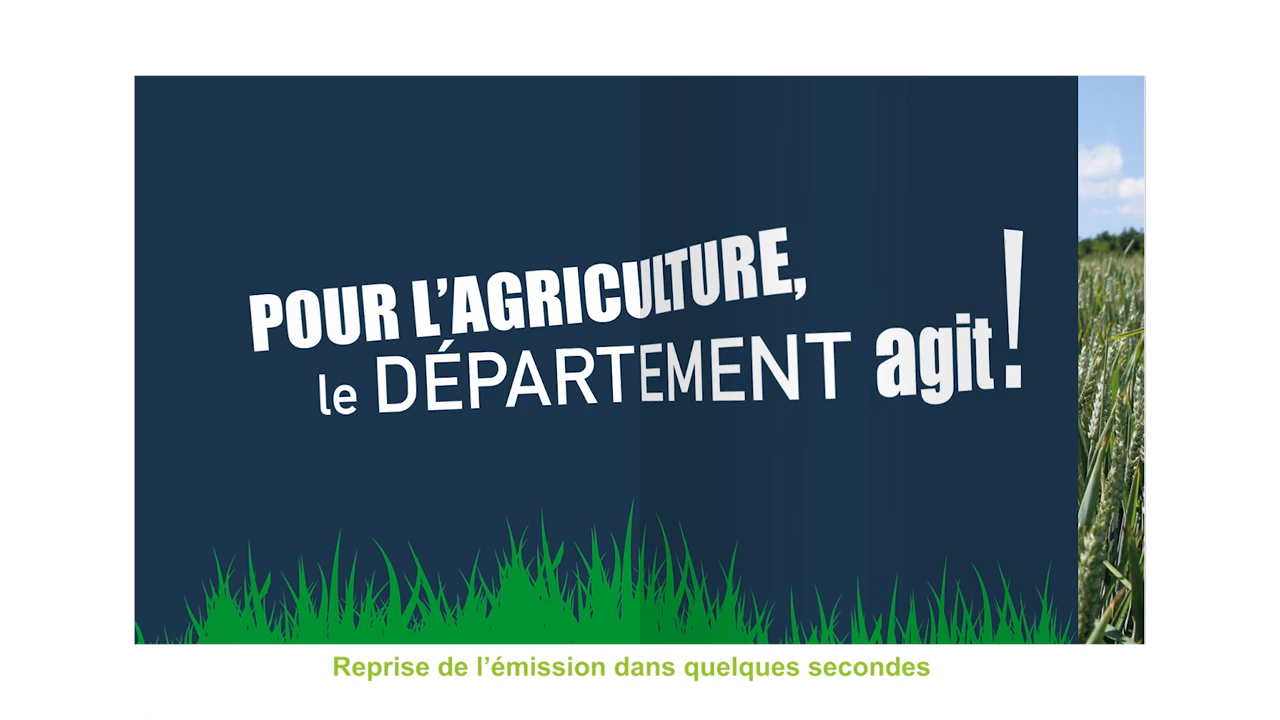 POUR L'AGRICULTURE,
le DÉPARTEMENT agit!
Reprise de l'émission dans quelques secondes